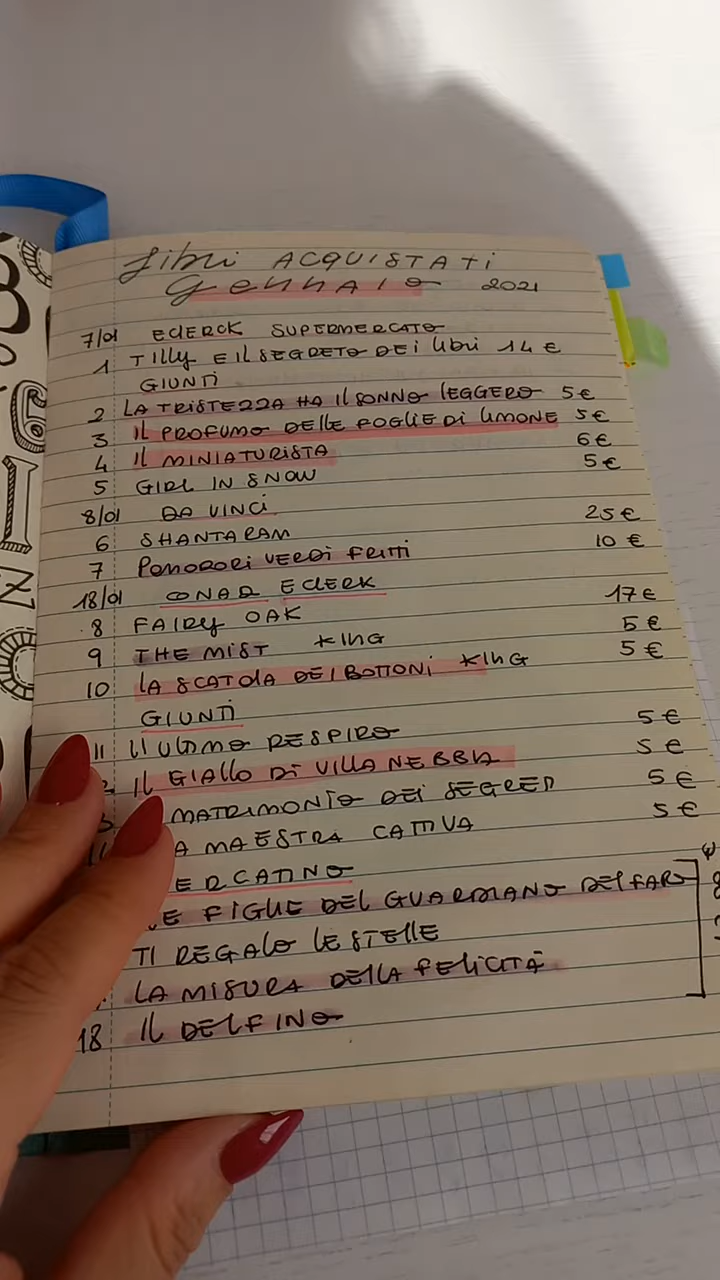 Libri ACQUISTATI
Gennaio 2021
7/01 ECLERCK SUPERMERCATO
1 TILLY E IL SEGRETO DEI LIBRI 14 €
GIUNTI
2 LA TRISTEZZA HA IL SONNO LEGGERO 5 €
3 IL PROFUMO DELLE FOGLIE DI LIMONE 5 €
4 IL MINIATURISTA 6 €
5 GIRL IN SNOW 5 €
8/01 DA VINCI
6 SHANTARAM 25 €
7 POMODORI VERDI FRITTI 10 €
18/01 CONAD ECLERK
8 FAIRY OAK 17 €
9 THE MIST KING 5 €
10 LA SCATOLA DEI BOTTONI KING 5 €
GIUNTI
11 L'ULTIMO RESPIRO 5 €
2 IL GIALLO DI VILLA NEBBIA 5 €
MATRIMONIO DEI SEGRETI 5 €
A MAESTRA CATTIVA 5 €
ERCATINO
LE FIGLIE DEL GUARDIANO DEL FARO
TI REGALO LE STELLE
LA MISURA DELLA FELICITÀ
18 IL DELFINO